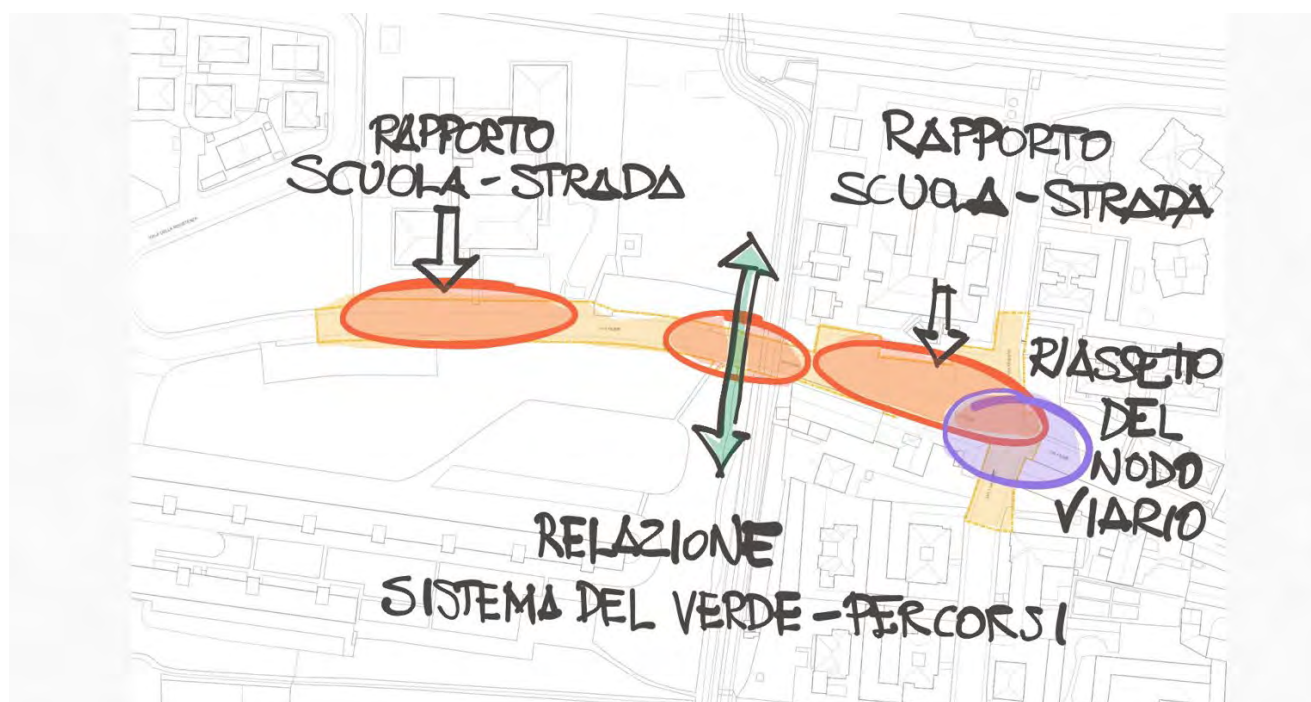 RAPPORTO
SCUOLA - STRADA
RAPPORTO
SCUOLA - STRADA
RIASSETTO
DEL
NODO
VIARIO
RELAZIONE
SISTEMA DEL VERDE - PERCORSI